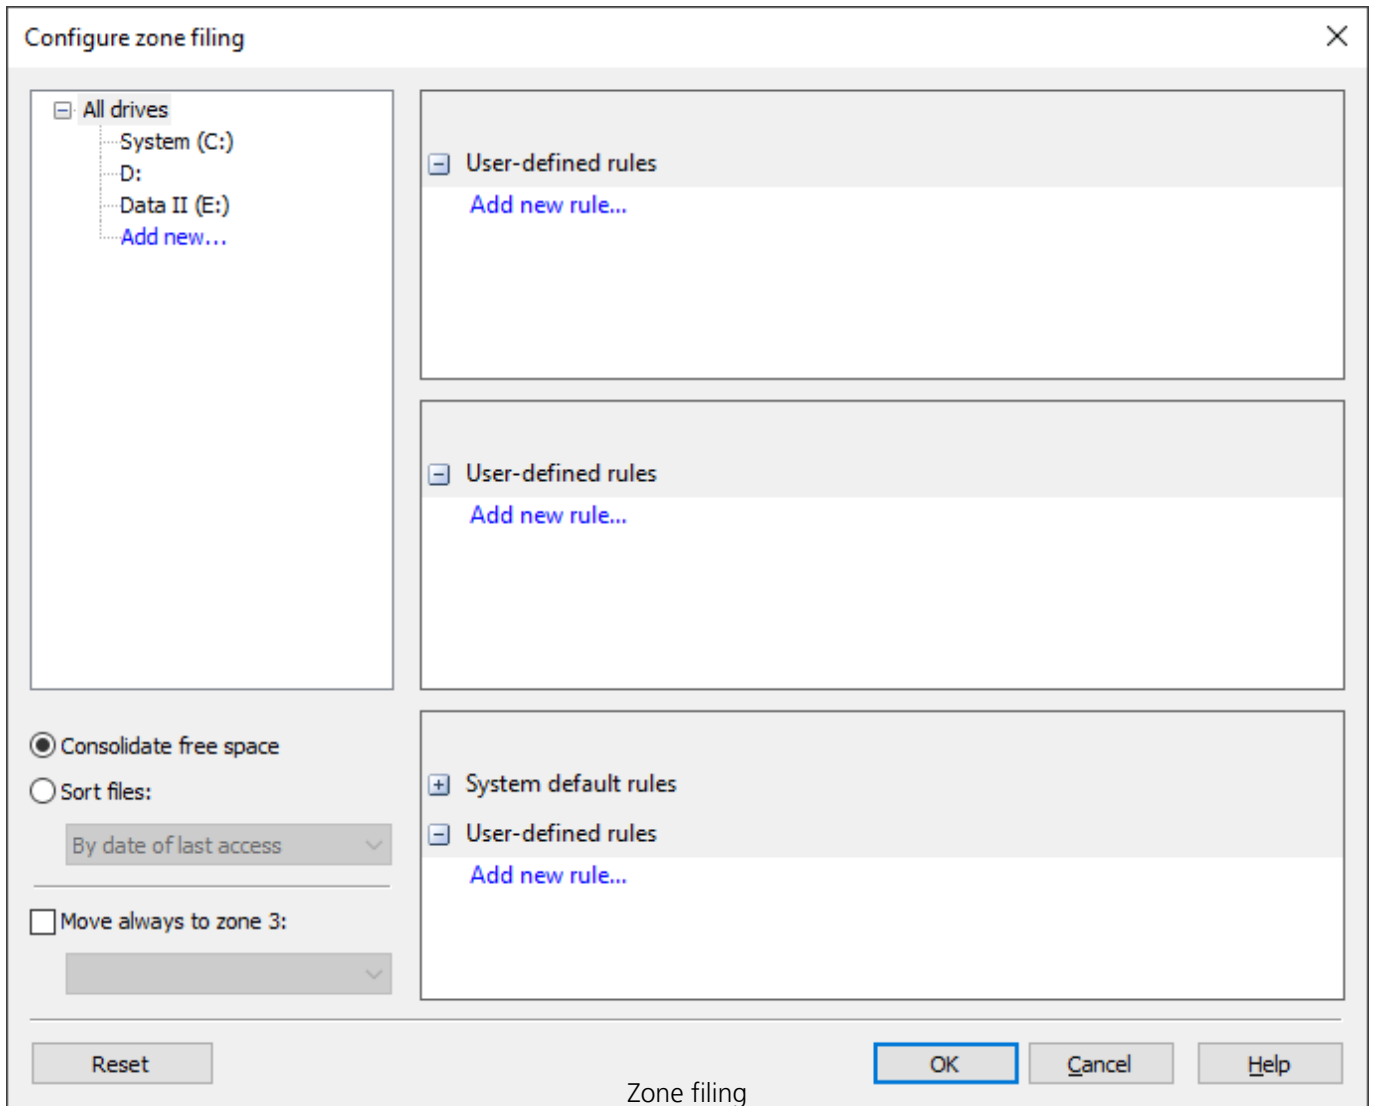 Configure zone filing
All drives
System (C:)
D:
Data II (E:)
Add new...
User-defined rules
Add new rule...
User-defined rules
Add new rule...
Consolidate free space
Sort files:
By date of last access
Move always to zone 3:
System default rules
User-defined rules
Add new rule...
Reset
OK
Cancel
Help
Zone filing